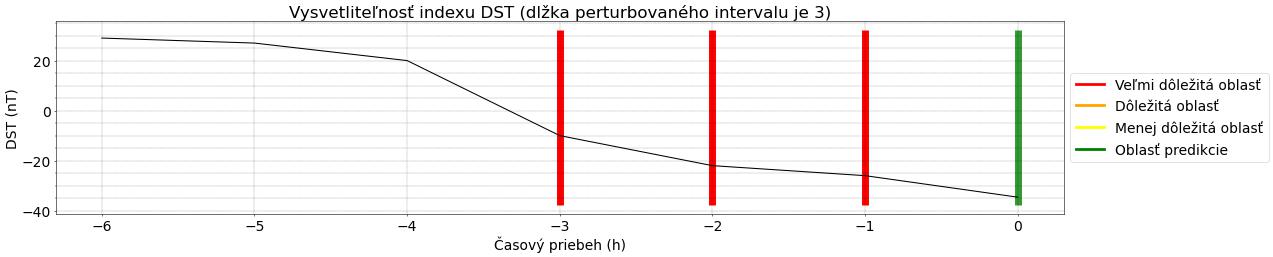 Vysvetliteľnosť indexu DST (dĺžka perturbovaného intervalu je 3)
DST (nT)
20
0
−20
−40
−6 −5 −4 −3 −2 −1 0
Časový priebeh (h)
Veľmi dôležitá oblasť
Dôležitá oblasť
Menej dôležitá oblasť
Oblasť predikcie